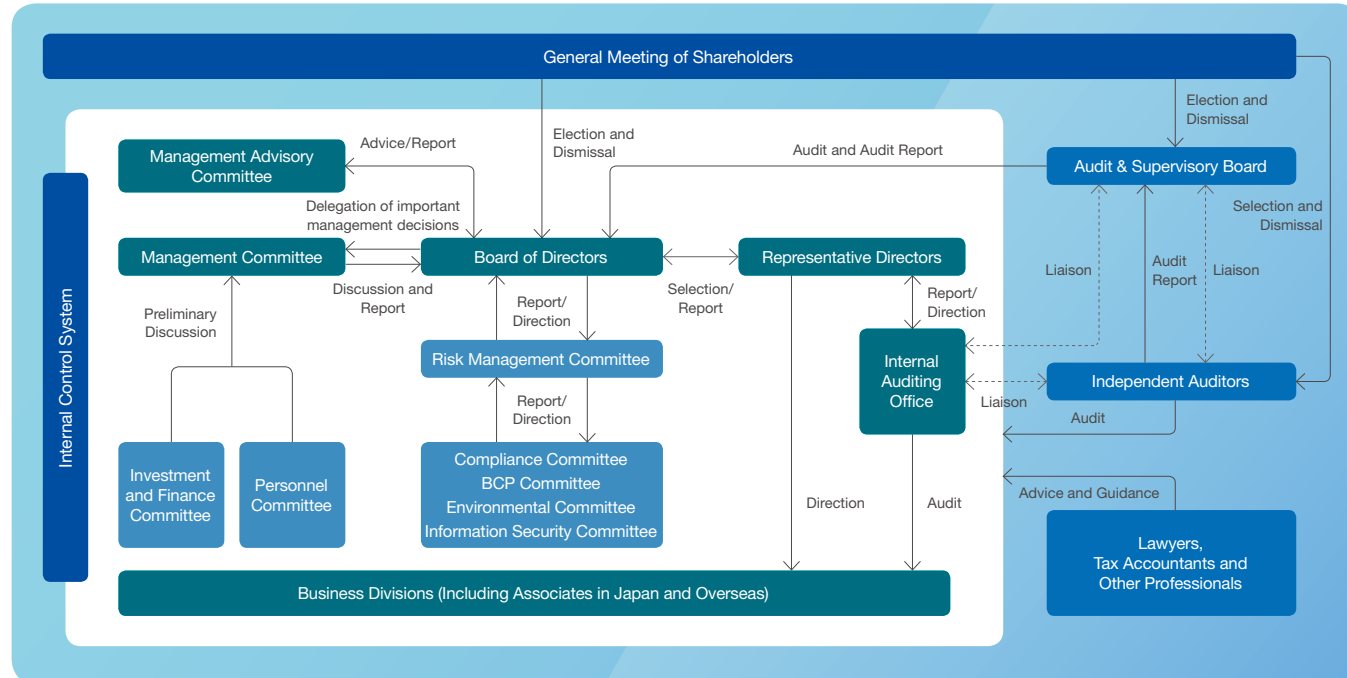 General Meeting of Shareholders
Election and
Dismissal
Election and
Dismissal
Advice/Report
Management Advisory
Committee
Audit and Audit Report
Audit & Supervisory Board
Selection and
Dismissal
Delegation of important
management decisions
Management Committee
Board of Directors
Representative Directors
Discussion and
Report
Selection/
Report
Report/
Direction
Liaison
Audit
Report
Liaison
Preliminary
Discussion
Report/
Direction
Risk Management Committee
Internal
Auditing
Office
Independent Auditors
Liaison
Report/
Direction
Audit
Internal Control System
Investment
and Finance
Committee
Personnel
Committee
Compliance Committee
BCP Committee
Environmental Committee
Information Security Committee
Direction
Audit
Advice and Guidance
Lawyers,
Tax Accountants and
Other Professionals
Business Divisions (Including Associates in Japan and Overseas)